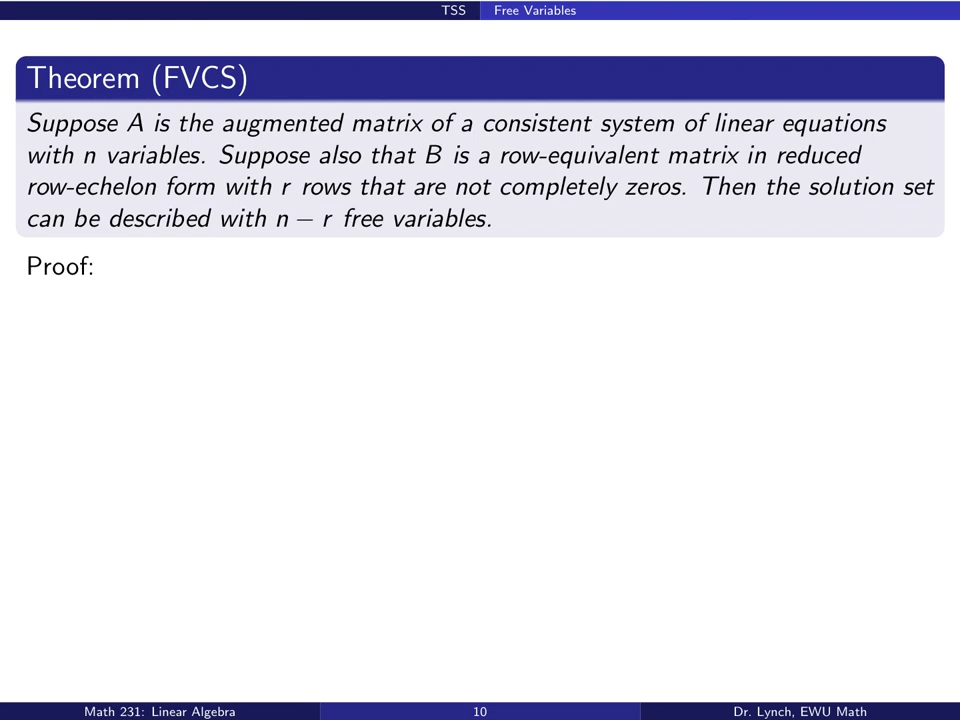 TSS Free Variables
Theorem (FVCS)
Suppose A is the augmented matrix of a consistent system of linear equations
with n variables. Suppose also that B is a row-equivalent matrix in reduced
row-echelon form with r rows that are not completely zeros. Then the solution set
can be described with n − r free variables.
Proof:
Math 231: Linear Algebra 10 Dr. Lynch, EWU Math